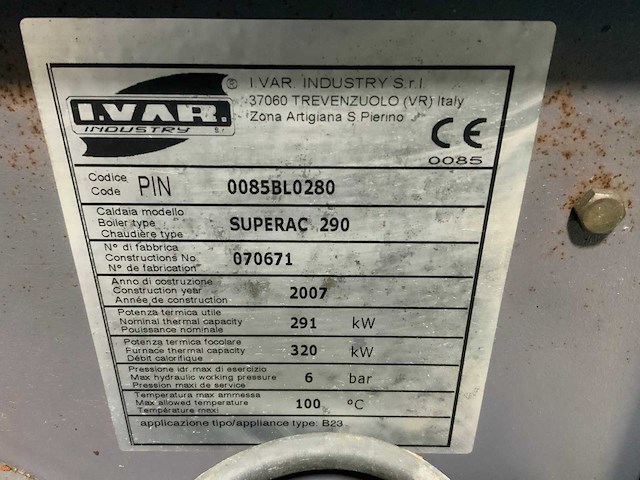 I.VAR. INDUSTRY S.r.l
®
37060 TREVENZUOLO (VR) Italy
Zona Artigiana S. Pierino
I.VAR.
INDUSTRY S.r.l.
CE
0085
Codice
Code
PIN
0085BL0280
Caldaia modello
Boiler type
Chaudière type
SUPERAC 290
N° di fabbrica
Constructions No.
N° de fabrication
070671
Anno di costruzione
Construction year
Année de construction
2007
Potenza termica utile
Nominal thermal capacity
Pouissance nominale
291 kW
Potenza termica focolare
Furnace thermal capacity
Débit calorifique
320 kW
Pressione idr. max di esercizio
Max hydraulic working pressure
Pression maxi de service
6 bar
Temperatura max ammessa
Max allowed temperature
Température maxi
100 °C
applicazione tipo/appliance type: B23